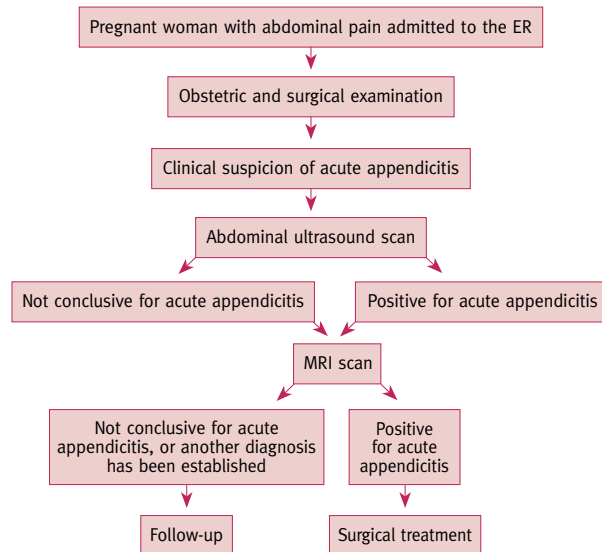 Pregnant woman with abdominal pain admitted to the ER
Obstetric and surgical examination
Clinical suspicion of acute appendicitis
Abdominal ultrasound scan
Not conclusive for acute appendicitis
Positive for acute appendicitis
MRI scan
Not conclusive for acute
appendicitis, or another diagnosis
has been established
Positive
for acute
appendicitis
Follow-up
Surgical treatment